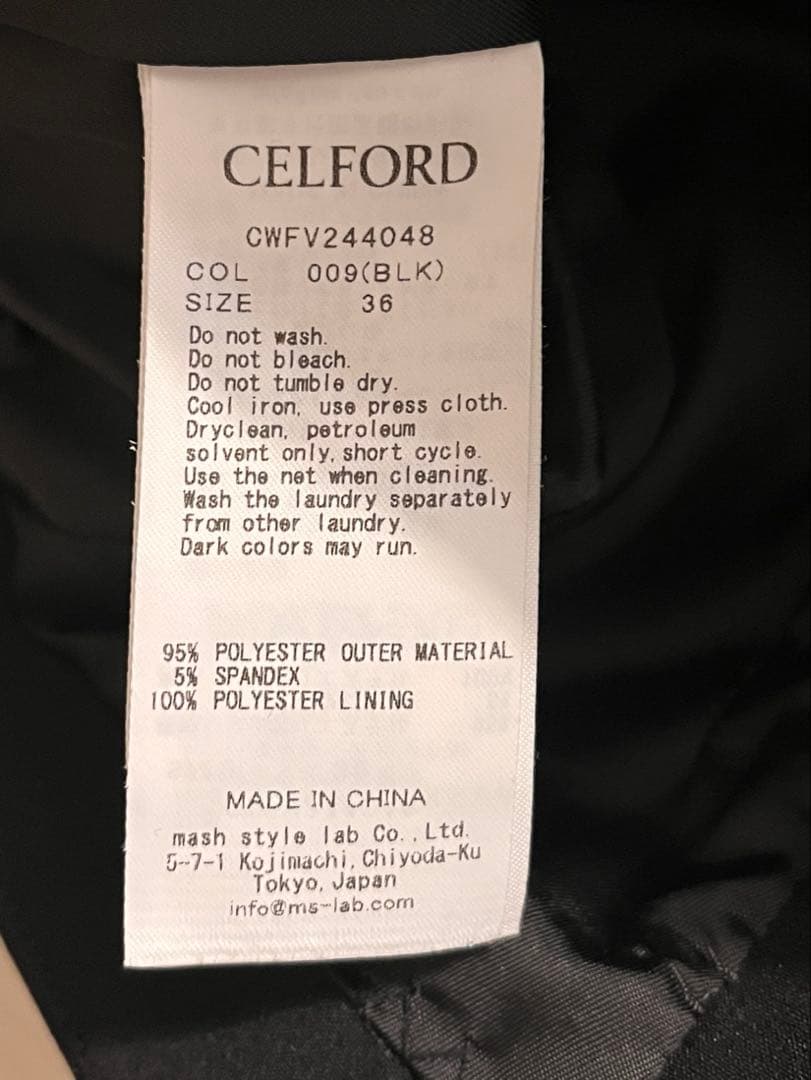 CELFORD
CWFV244048
COL 009(BLK)
SIZE 36
Do not wash.
Do not bleach.
Do not tumble dry.
Cool iron, use press cloth.
Dryclean, petroleum
solvent only, short cycle.
Use the net when cleaning.
Wash the laundry separately
from other laundry.
Dark colors may run.
95% POLYESTER OUTER MATERIAL
5% SPANDEX
100% POLYESTER LINING
MADE IN CHINA
mash style lab Co., Ltd.
5-7-1 Kojimachi, Chiyoda-Ku
Tokyo, Japan
info@ms-lab.com